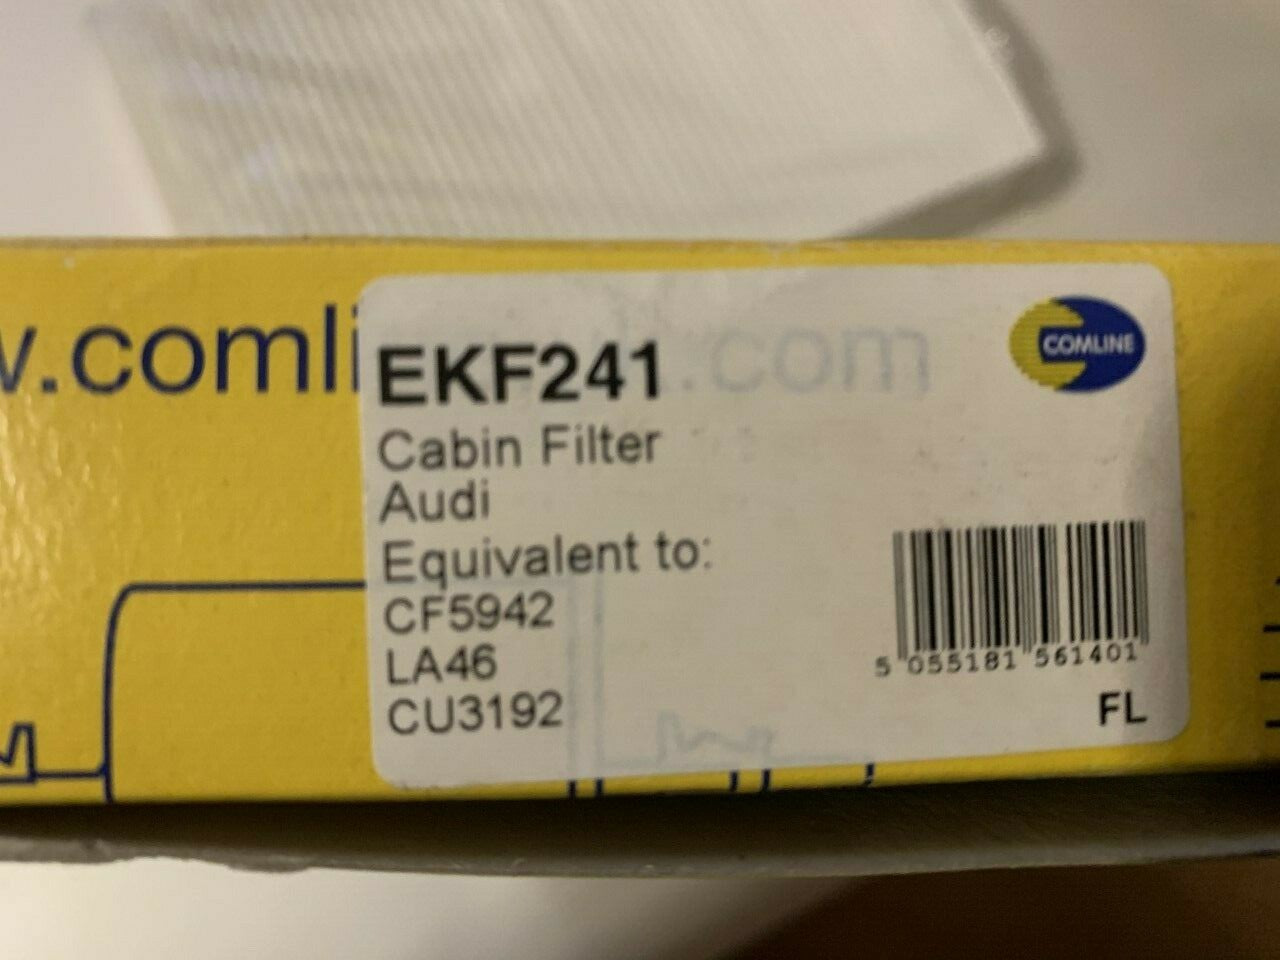 w.comli .com
COMLINE
EKF241
Cabin Filter
Audi
Equivalent to:
CF5942
LA46
CU3192
5 055181 561401
FL